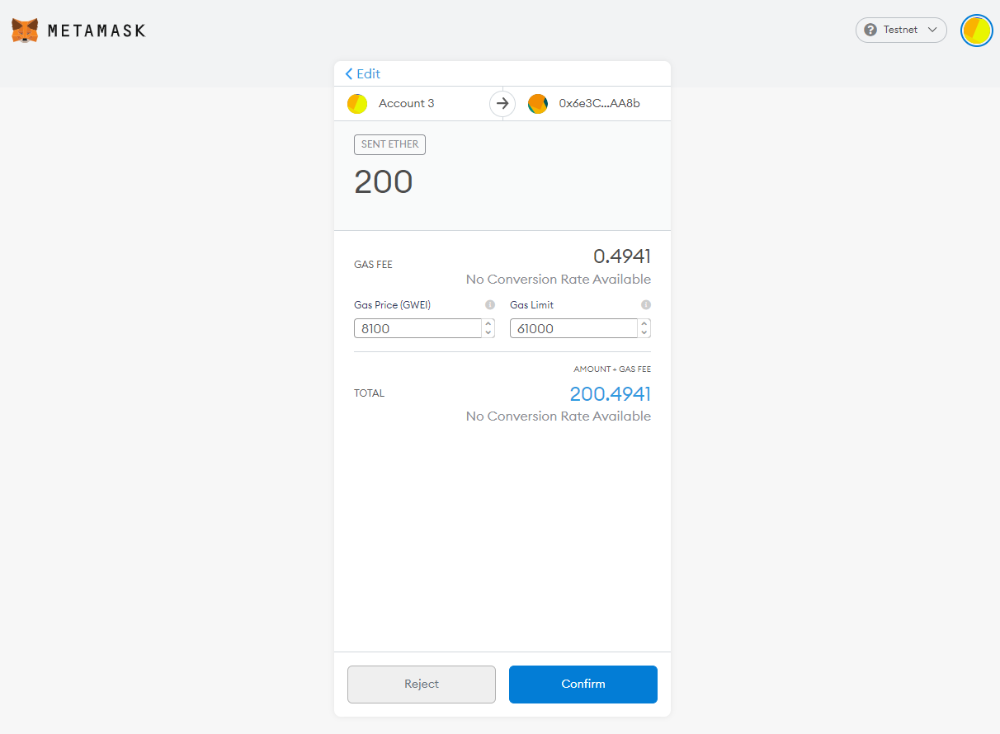 METAMASK
Testnet
Edit
Account 3
0x6e3C...AA8b
SENT ETHER
200
GAS FEE
0.4941
No Conversion Rate Available
Gas Price (GWEI)
Gas Limit
8100
61000
AMOUNT + GAS FEE
TOTAL
200.4941
No Conversion Rate Available
Reject
Confirm